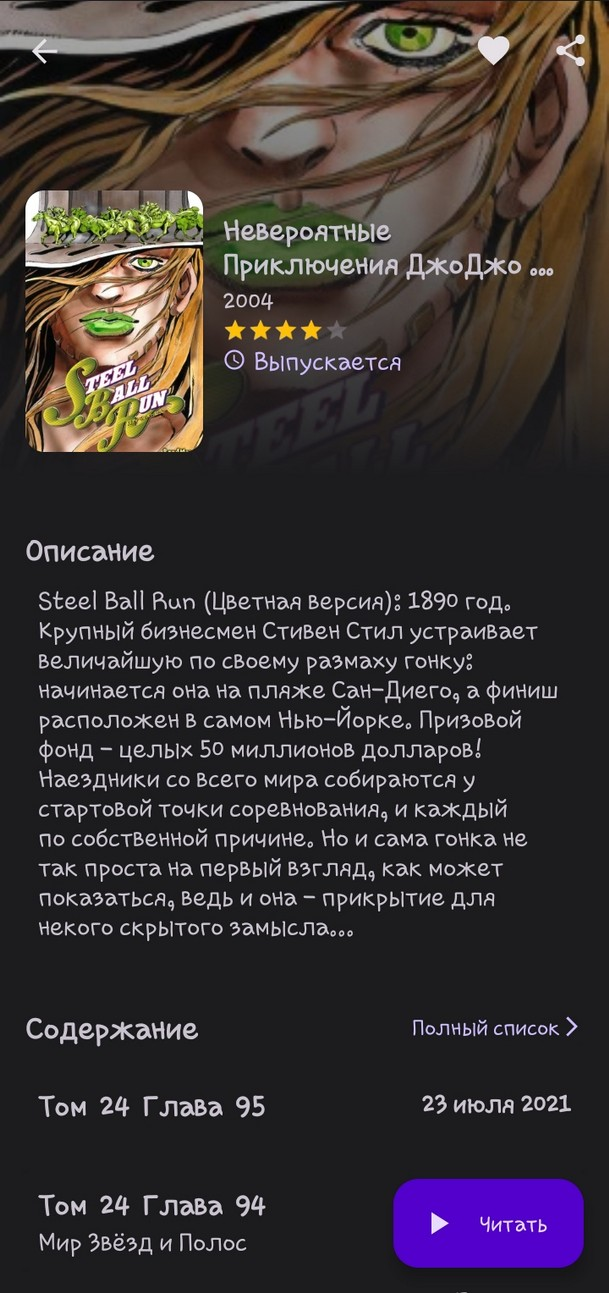 Невероятные
Приключения ДжоДжо ...
2004
Выпускается
STEEL
BALL
RUN
STEEL
BALL
Описание
Steel Ball Run (Цветная версия): 1890 год.
Крупный бизнесмен Стивен Стил устраивает
величайшую по своему размаху гонку:
начинается она на пляже Сан-Диего, а финиш
расположен в самом Нью-Йорке. Призовой
фонд – целых 50 миллионов долларов!
Наездники со всего мира собираются у
стартовой точки соревнования, и каждый
по собственной причине. Но и сама гонка не
так проста на первый взгляд, как может
показаться, ведь и она – прикрытие для
некого скрытого замысла...
Содержание
Полный список
Том 24 Глава 95
23 июля 2021
Том 24 Глава 94
Мир Звёзд и Полос
Читать